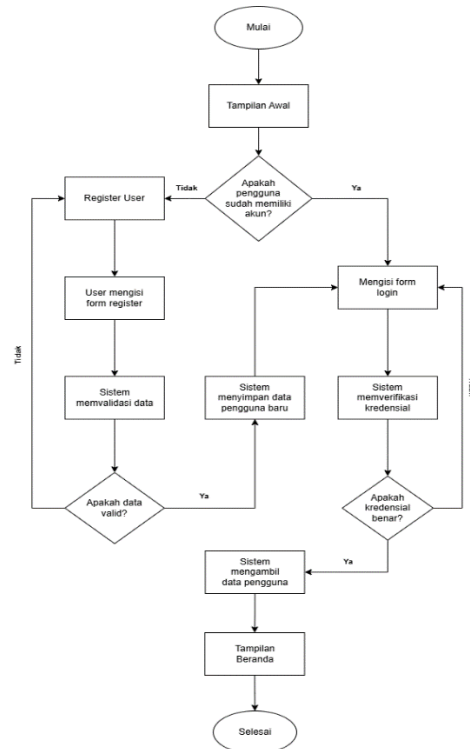 Mulai
Tampilan Awal
Apakah
pengguna
sudah memiliki
akun?
Tidak
Ya
Register User
Mengisi form
login
User mengisi
form register
Tidak
Sistem
memvalidasi data
Sistem
menyimpan data
pengguna baru
Sistem
memverifikasi
kredensial
Apakah data
valid?
Ya
Apakah
kredensial
benar?
Sistem
mengambil
data pengguna
Ya
Tampilan
Beranda
Selesai